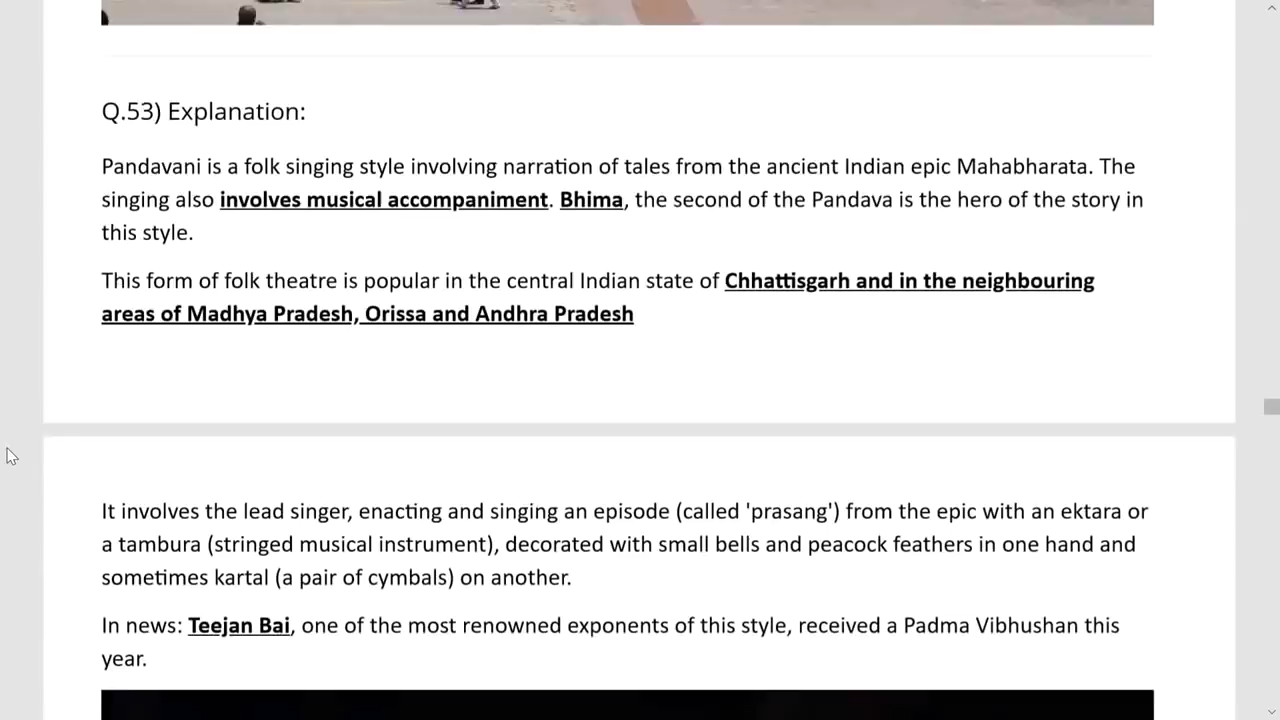 Q.53) Explanation:
Pandavani is a folk singing style involving narration of tales from the ancient Indian epic Mahabharata. The
singing also involves musical accompaniment. Bhima, the second of the Pandava is the hero of the story in
this style.
This form of folk theatre is popular in the central Indian state of Chhattisgarh and in the neighbouring
areas of Madhya Pradesh, Orissa and Andhra Pradesh
It involves the lead singer, enacting and singing an episode (called 'prasang') from the epic with an ektara or
a tambura (stringed musical instrument), decorated with small bells and peacock feathers in one hand and
sometimes kartal (a pair of cymbals) on another.
In news: Teejan Bai, one of the most renowned exponents of this style, received a Padma Vibhushan this
year.